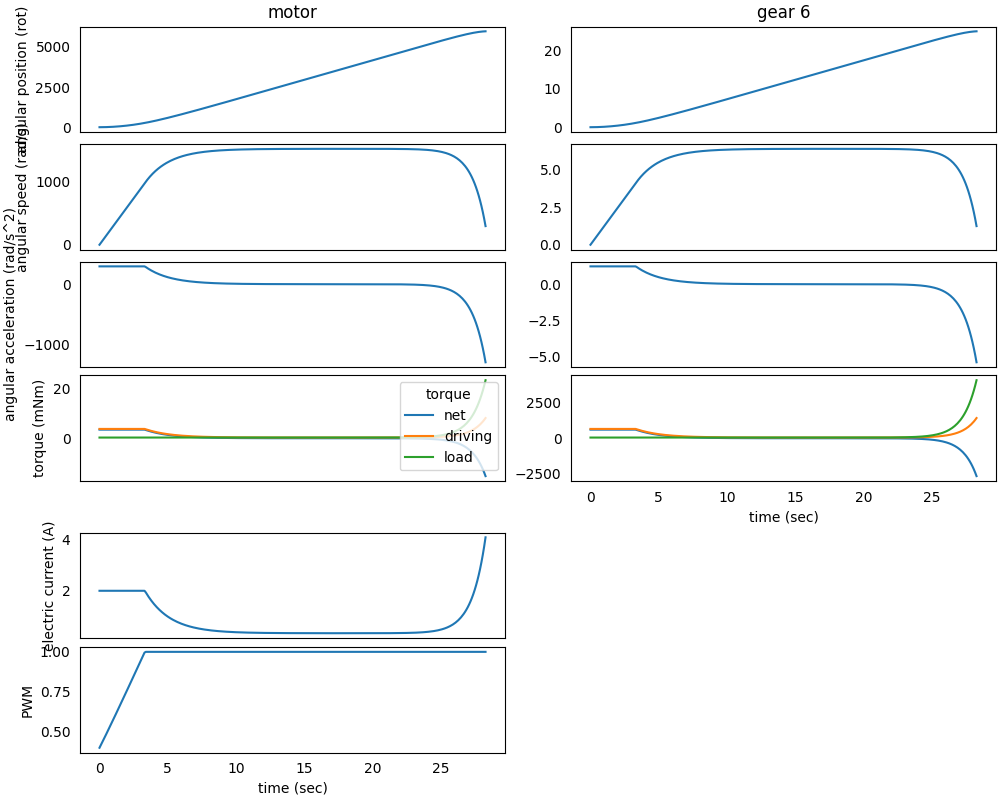 motor
gear 6
angular position (rot)
5000
2500
0
20
10
0
angular speed (rad/s)
1000
0
5.0
2.5
0.0
angular acceleration (rad/s^2)
0
−1000
0.0
−2.5
−5.0
torque (mNm)
20
0
torque
net
driving
load
2500
0
−2500
0 5 10 15 20 25
time (sec)
electric current (A)
4
2
PWM
1.00
0.75
0.50
0 5 10 15 20 25
time (sec)